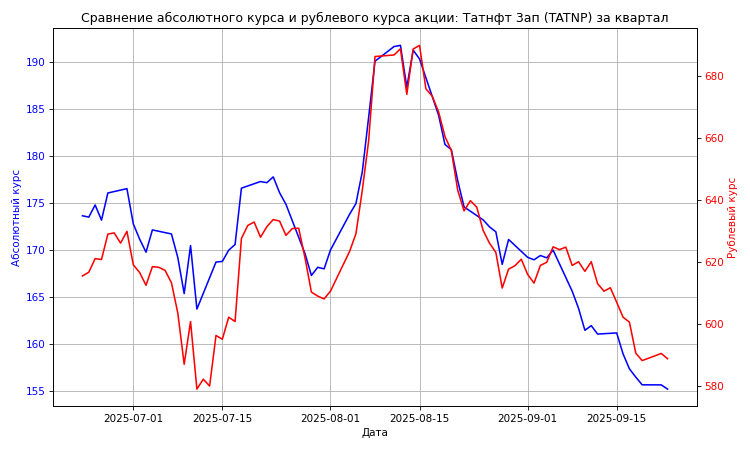 Сравнение абсолютного курса и рублевого курса акции: Татнфт 3ап (TATNP) за квартал
190
185
180
175
170
165
160
155
Абсолютный курс
680
660
640
620
600
580
Рублевый курс
2025-07-01 2025-07-15 2025-08-01 2025-08-15 2025-09-01 2025-09-15
Дата